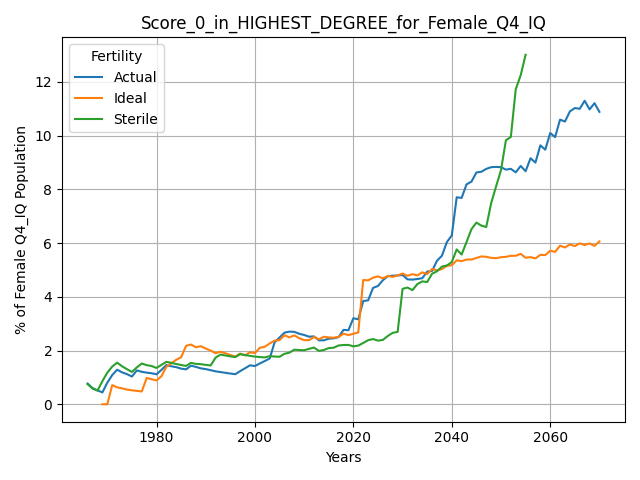 Score_0_in_HIGHEST_DEGREE_for_Female_Q4_IQ
Fertility
Actual
Ideal
Sterile
% of Female Q4_IQ Population
12
10
8
6
4
2
0
1980 2000 2020 2040 2060
Years